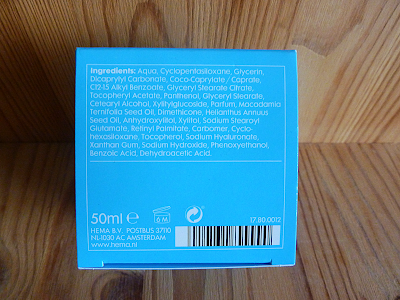 Ingredients: Aqua, Cyclopentasiloxane, Glycerin,
Dicaprylyl Carbonate, Coco-Caprylate / Caprate,
C12-15 Alkyl Benzoate, Glyceryl Stearate Citrate,
Tocopheryl Acetate, Panthenol, Glyceryl Stearate,
Cetearyl Alcohol, Xylitylglucoside, Parfum, Macadamia
Ternifolia Seed Oil, Dimethicone, Helianthus Annuus
Seed Oil, Anhydroxylitol, Xylitol, Sodium Stearoyl
Glutamate, Retinyl Palmitate, Carbomer, Cyclo-
hexasiloxane, Tocopherol, Sodium Hyaluronate,
Xanthan Gum, Sodium Hydroxide, Phenoxyethanol,
Benzoic Acid, Dehydroacetic Acid.
50ml e
6 M
17.80.0012
HEMA B.V. POSTBUS 37110
NL-1030 AC AMSTERDAM
www.hema.nl